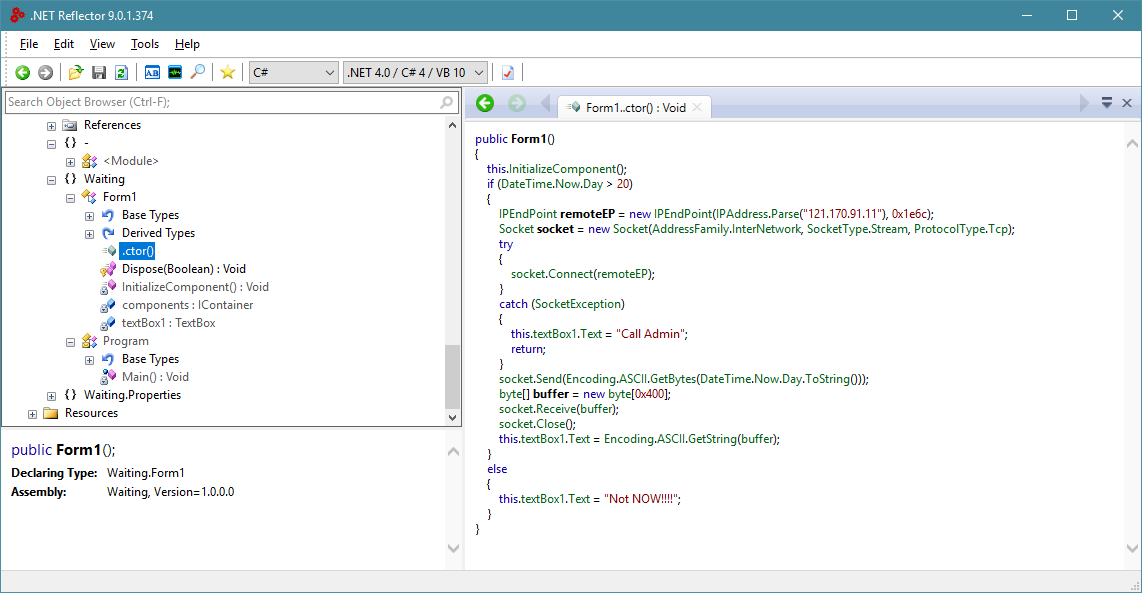 .NET Reflector 9.0.1.374
File Edit View Tools Help
C# .NET 4.0 / C# 4 / VB 10
Search Object Browser (Ctrl-F);
References
{} -
<Module>
{} Waiting
Form1
Base Types
Derived Types
.ctor()
Dispose(Boolean) : Void
InitializeComponent() : Void
components : IContainer
textBox1 : TextBox
Program
Base Types
Main() : Void
{} Waiting.Properties
Resources
public Form1();
Declaring Type: Waiting.Form1
Assembly: Waiting, Version=1.0.0.0
Form1..ctor() : Void
public Form1()
{
this.InitializeComponent();
if (DateTime.Now.Day > 20)
{
IPEndPoint remoteEP = new IPEndPoint(IPAddress.Parse("121.170.91.11"), 0x1e6c);
Socket socket = new Socket(AddressFamily.InterNetwork, SocketType.Stream, ProtocolType.Tcp);
try
{
socket.Connect(remoteEP);
}
catch (SocketException)
{
this.textBox1.Text = "Call Admin";
return;
}
socket.Send(Encoding.ASCII.GetBytes(DateTime.Now.Day.ToString()));
byte[] buffer = new byte[0x400];
socket.Receive(buffer);
socket.Close();
this.textBox1.Text = Encoding.ASCII.GetString(buffer);
}
else
{
this.textBox1.Text = "Not NOW!!!!";
}
}